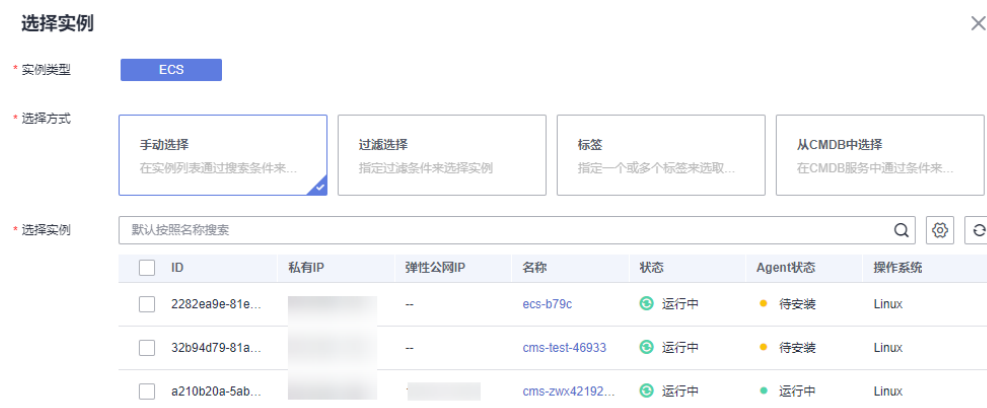 选择实例
* 实例类型 ECS
* 选择方式
手动选择 过滤选择 标签 从CMDB中选择
在实例列表通过搜索条件来... 指定过滤条件来选择实例 指定一个或多个标签来选取... 在CMDB服务中通过条件来...
* 选择实例 默认按照名称搜索
ID 私有IP 弹性公网IP 名称 状态 Agent状态 操作系统
2282ea9e-81e... -- ecs-b79c 运行中 待安装 Linux
32b94d79-81a... -- cms-test-46933 运行中 待安装 Linux
a210b20a-5ab... cms-zwx42192... 运行中 运行中 Linux